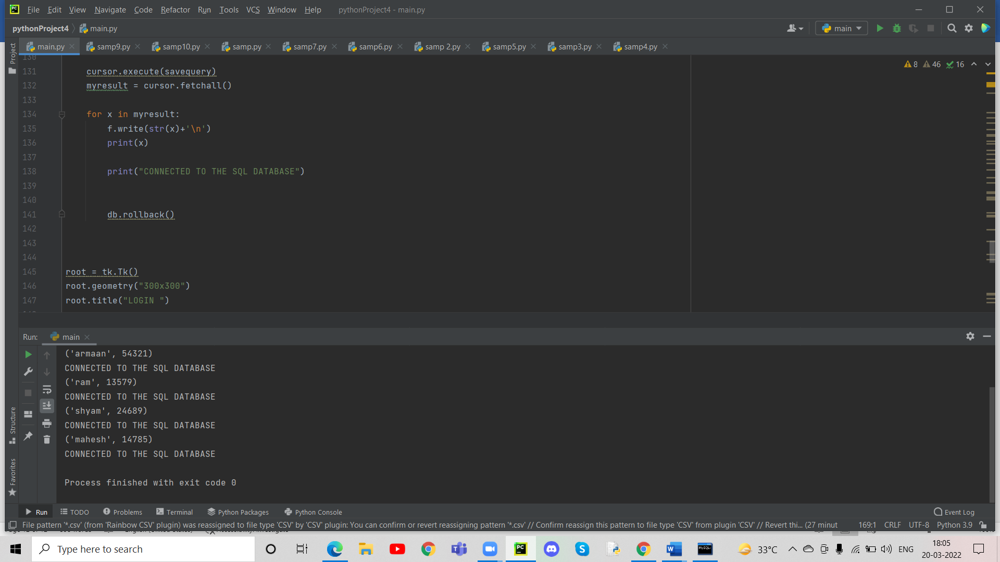 File Edit View Navigate Code Refactor Run Tools VCS Window Help pythonProject4 - main.py
pythonProject4 main.py main
main.py samp9.py samp10.py samp.py samp7.py samp6.py samp 2.py samp5.py samp3.py samp4.py
Project
8 46 16
130
131 cursor.execute(savequery)
132 myresult = cursor.fetchall()
133
134 for x in myresult:
135 f.write(str(x)+'\n')
136 print(x)
137
138 print("CONNECTED TO THE SQL DATABASE")
139
140
141 db.rollback()
142
143
144
145 root = tk.Tk()
146 root.geometry("300x300")
147 root.title("LOGIN ")
Run: main
('armaan', 54321)
CONNECTED TO THE SQL DATABASE
('ram', 13579)
CONNECTED TO THE SQL DATABASE
('shyam', 24689)
CONNECTED TO THE SQL DATABASE
('mahesh', 14785)
CONNECTED TO THE SQL DATABASE
Process finished with exit code 0
Structure
Favorites
Run TODO Problems Terminal Python Packages Python Console Event Log
File pattern '*.csv' (from 'Rainbow CSV' plugin) was reassigned to file type 'CSV' by 'CSV' plugin: You can confirm or revert reassigning pattern '*.csv' // Confirm reassign this pattern to file type 'CSV' from plugin 'CSV' // Revert thi... (27 minut 169:1 CRLF UTF-8 Python 3.9
Type here to search 33°C ENG 18:05
20-03-2022